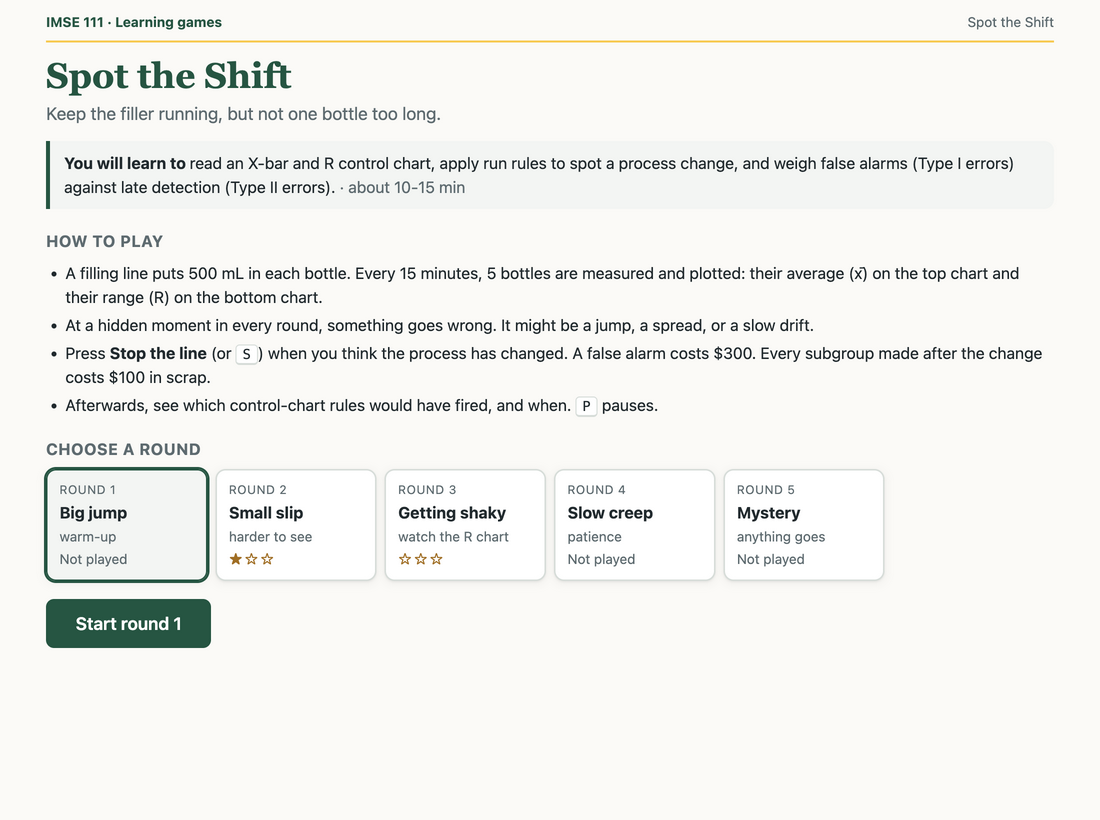 IMSE 111 · Learning games
Spot the Shift
Spot the Shift
Keep the filler running, but not one bottle too long.
You will learn to read an X-bar and R control chart, apply run rules to spot a process change, and weigh false alarms (Type I errors)
against late detection (Type II errors). · about 10-15 min
HOW TO PLAY
• A filling line puts 500 mL in each bottle. Every 15 minutes, 5 bottles are measured and plotted: their average (x̄) on the top chart and
their range (R) on the bottom chart.
• At a hidden moment in every round, something goes wrong. It might be a jump, a spread, or a slow drift.
• Press Stop the line (or S) when you think the process has changed. A false alarm costs $300. Every subgroup made after the change
costs $100 in scrap.
• Afterwards, see which control-chart rules would have fired, and when. P pauses.
CHOOSE A ROUND
ROUND 1
Big jump
warm-up
Not played
ROUND 2
Small slip
harder to see
★☆☆
ROUND 3
Getting shaky
watch the R chart
☆☆☆
ROUND 4
Slow creep
patience
Not played
ROUND 5
Mystery
anything goes
Not played
Start round 1